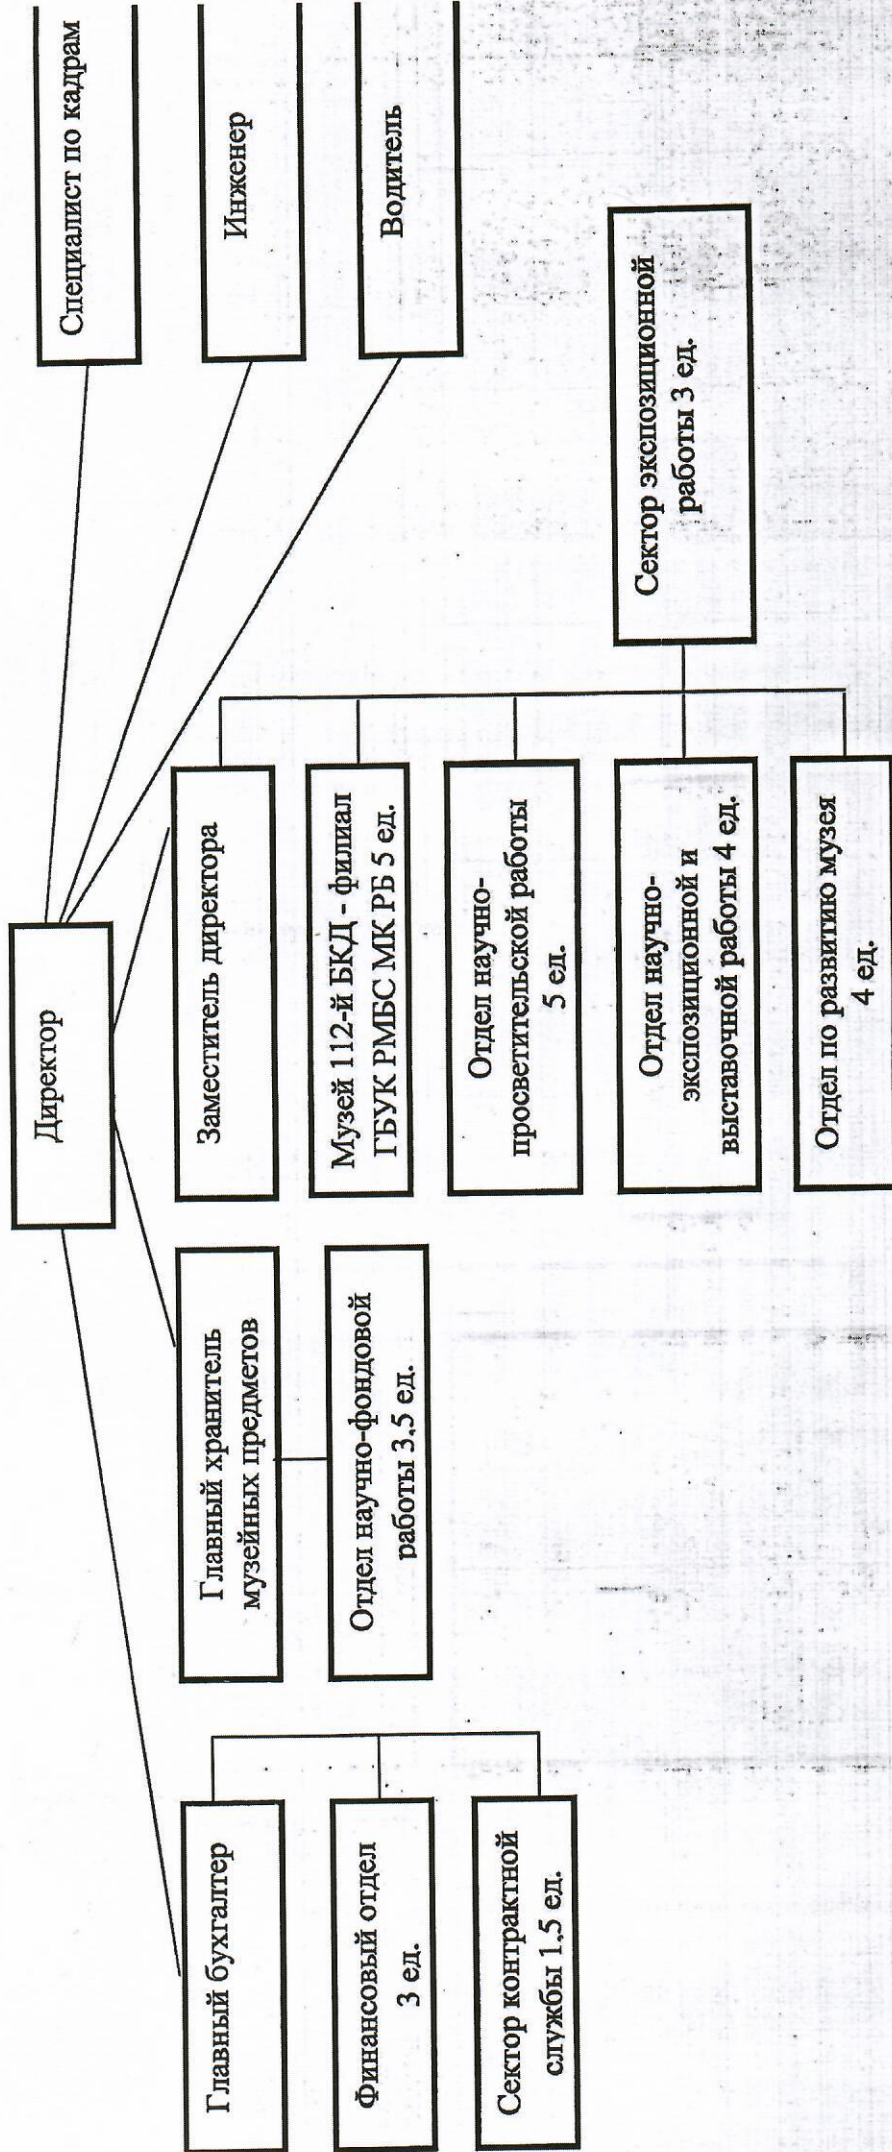 Директор
Специалист по кадрам
Инженер
Водитель
Заместитель директора
Музей 112-й БКД - филиал
ГБУК РМБС МК РБ 5 ед.
Отдел научно-
просветительской работы
5 ед.
Отдел научно-
экспозиционной и
выставочной работы 4 ед.
Отдел по развитию музея
4 ед.
Сектор экспозиционной
работы 3 ед.
Главный хранитель
музейных предметов
Отдел научно-фондовой
работы 3,5 ед.
Главный бухгалтер
Финансовый отдел
3 ед.
Сектор контрактной
службы 1,5 ед.